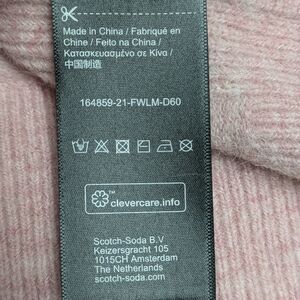 Made in China / Fabriqué en
Chine / Feito na China /
Κατασκευασμένο σε Κίνα /
中国制造
164859-21-FWLM-D60
™
clevercare.info
Scotch-Soda B.V
Keizersgracht 105
1015CH Amsterdam
The Netherlands
scotch-soda.com